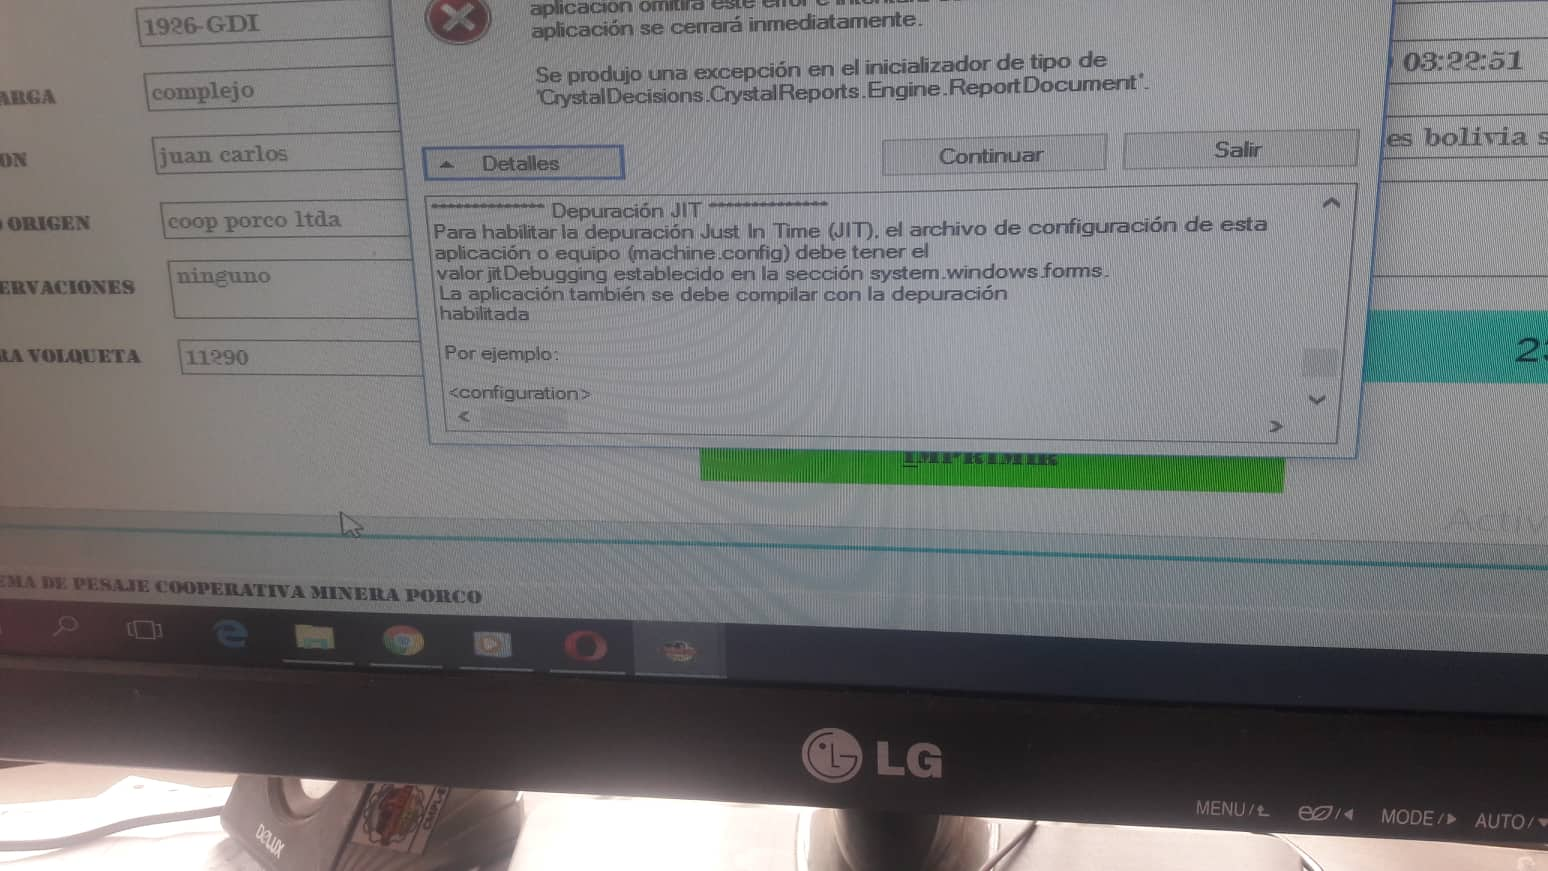 1926-GDI
aplicación omitirá este error e
aplicación se cerrará inmediatamente.
Se produjo una excepción en el inicializador de tipo de
'CrystalDecisions.CrystalReports.Engine.ReportDocument'.
03:22:51
ARGA
complejo
Detalles
Continuar
Salir
es bolivia s
ON
juan carlos
************** Depuración JIT **************
Para habilitar la depuración Just In Time (JIT), el archivo de configuración de esta
aplicación o equipo (machine.config) debe tener el
valor jitDebugging establecido en la sección system.windows.forms.
La aplicación también se debe compilar con la depuración
habilitada
Por ejemplo:
<configuration>
ORIGEN
coop porco ltda
ERVACIONES
ninguno
RA VOLQUETA
11290
23
IMPRIMIR
Activ
EMA DE PESAJE COOPERATIVA MINERA PORCO
LG
MENU/
MODE/
AUTO/
DELUX